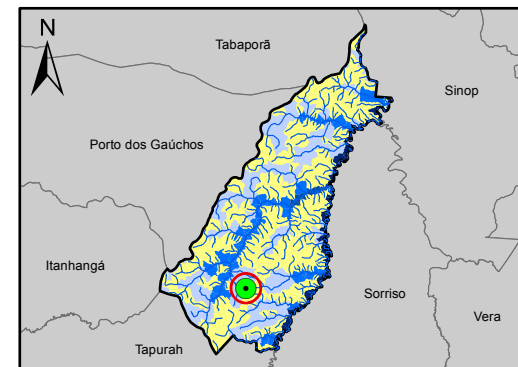 N
Tabaporã
Sinop
Porto dos Gaúchos
Itanhangá
Sorriso
Vera
Tapurah